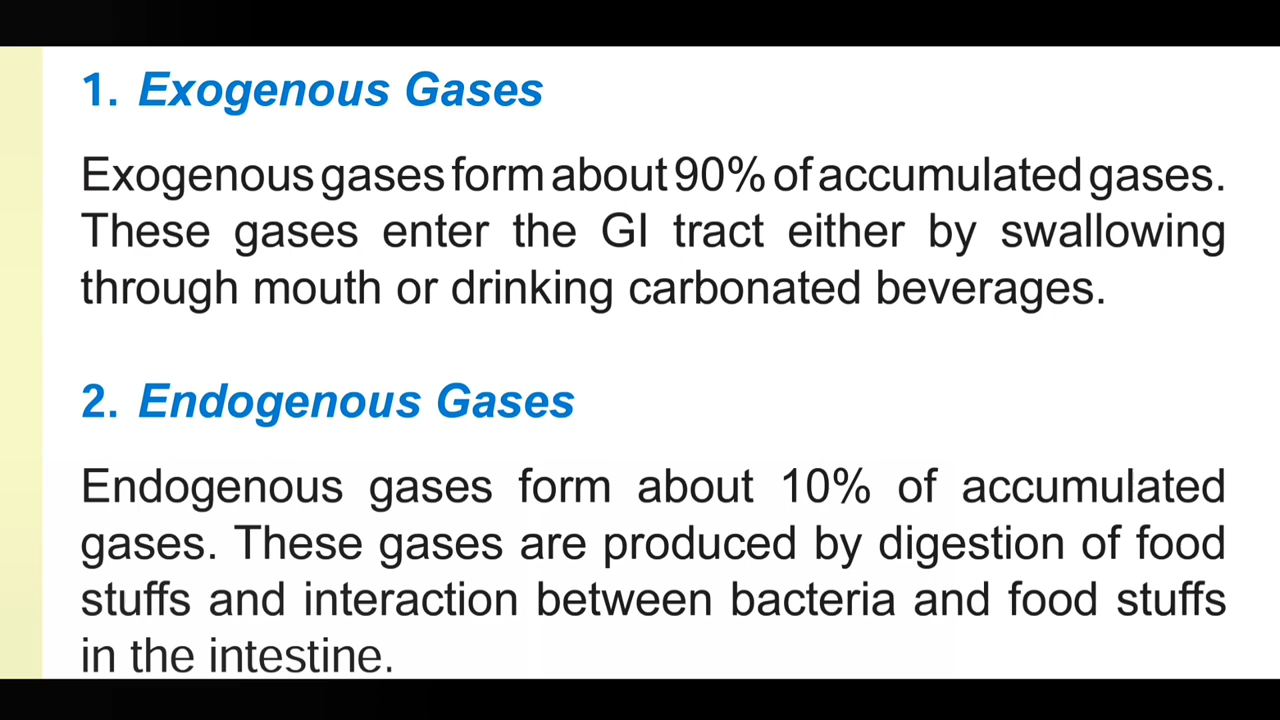 1. Exogenous Gases
Exogenous gases form about 90% of accumulated gases.
These gases enter the GI tract either by swallowing
through mouth or drinking carbonated beverages.
2. Endogenous Gases
Endogenous gases form about 10% of accumulated
gases. These gases are produced by digestion of food
stuffs and interaction between bacteria and food stuffs
in the intestine.